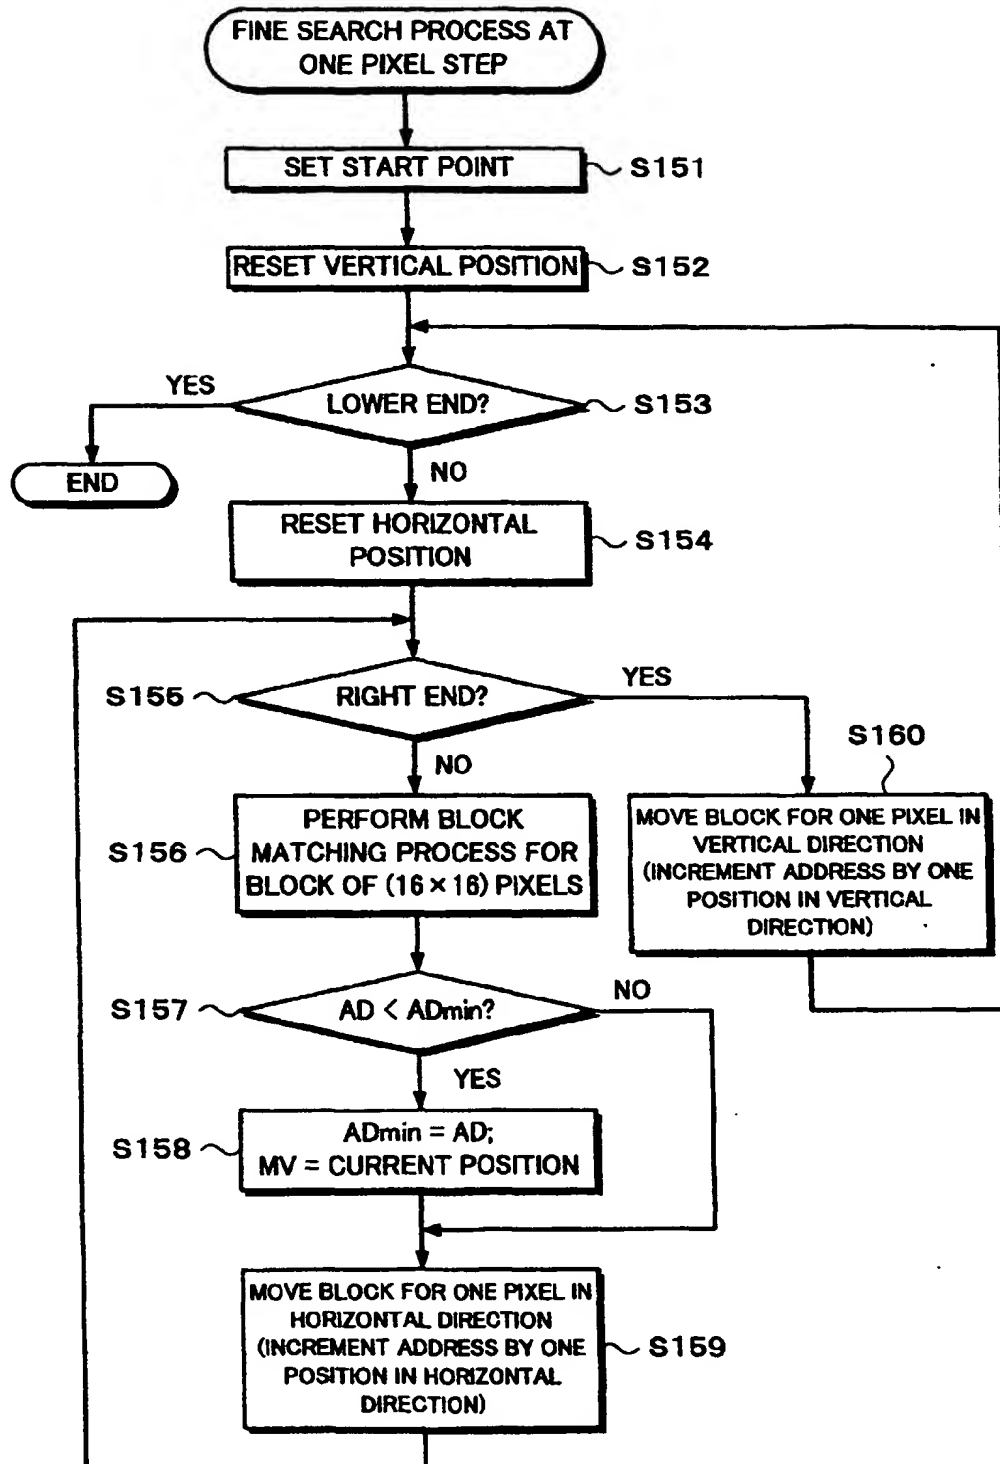 FINE SEARCH PROCESS AT
ONE PIXEL STEP
SET START POINT
S151
RESET VERTICAL POSITION
S152
YES
LOWER END?
S153
END
NO
RESET HORIZONTAL
POSITION
S154
S155
RIGHT END?
YES
NO
S160
PERFORM BLOCK
MATCHING PROCESS FOR
BLOCK OF (16 × 16) PIXELS
S156
MOVE BLOCK FOR ONE PIXEL IN
VERTICAL DIRECTION
(INCREMENT ADDRESS BY ONE
POSITION IN VERTICAL
DIRECTION)
S157
AD < ADmin?
NO
YES
S158
ADmin = AD;
MV = CURRENT POSITION
MOVE BLOCK FOR ONE PIXEL IN
HORIZONTAL DIRECTION
(INCREMENT ADDRESS BY ONE
POSITION IN HORIZONTAL
DIRECTION)
S159